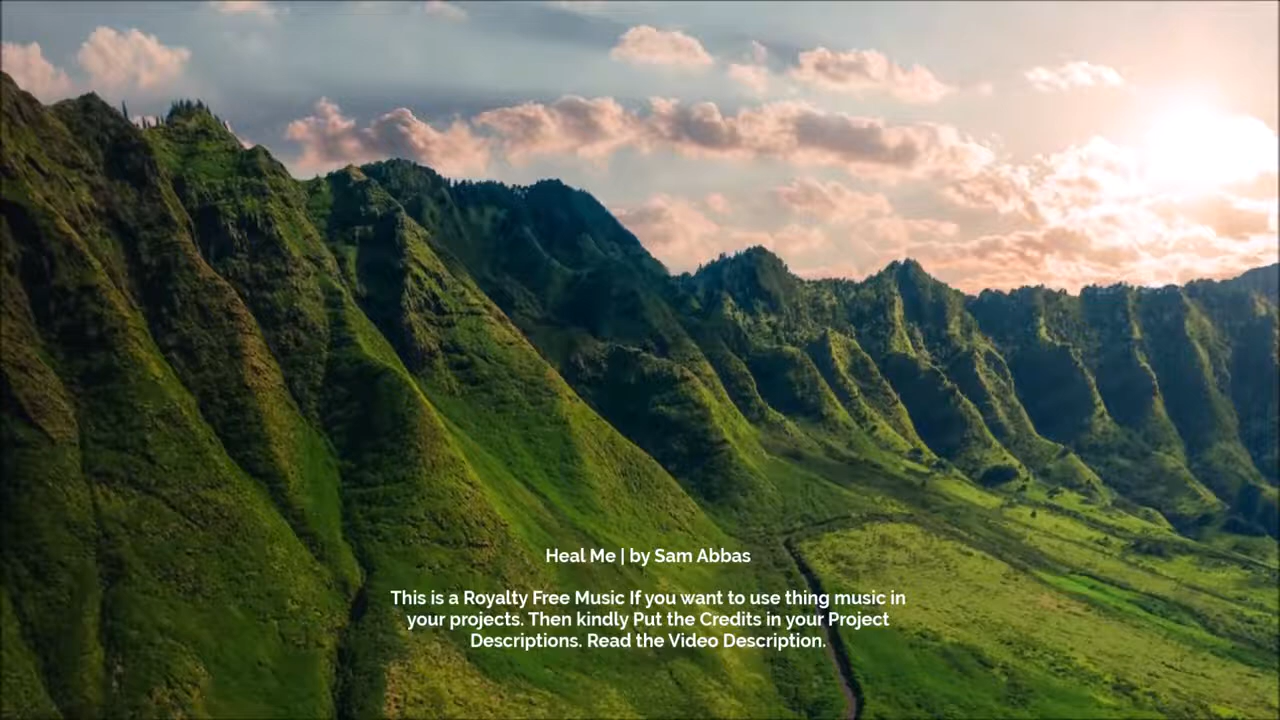 Heal Me | by Sam Abbas
This is a Royalty Free Music If you want to use thing music in
your projects. Then kindly Put the Credits in your Project
Descriptions. Read the Video Description.